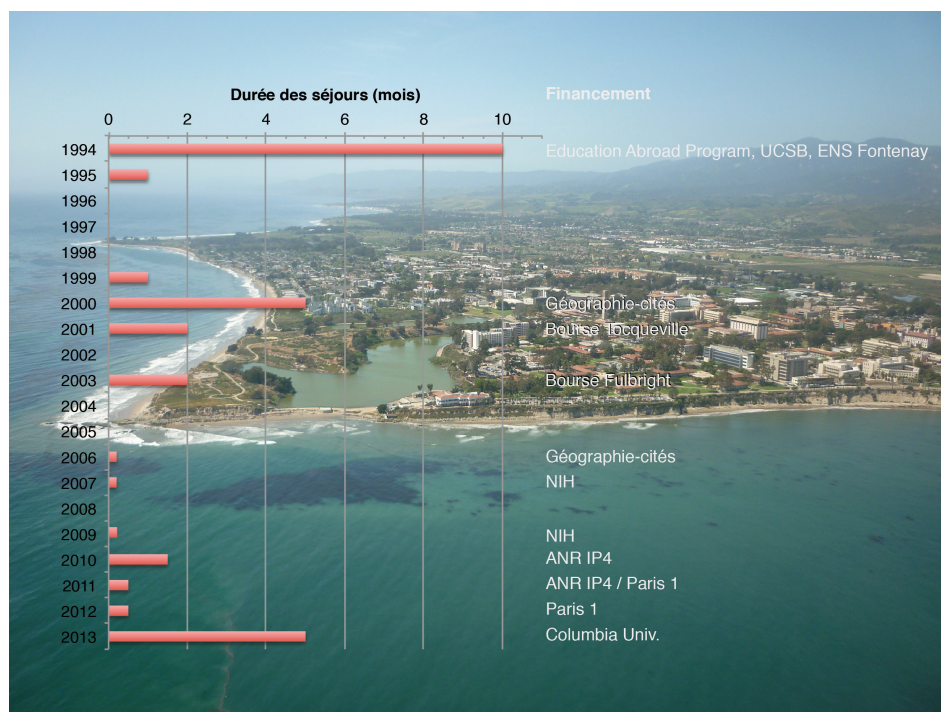 Durée des séjours (mois)
Financement
0 2 4 6 8 10
1994 Education Abroad Program, UCSB, ENS Fontenay
1995
1996
1997
1998
1999
2000 Géographie-cités
2001 Bourse Tocqueville
2002
2003 Bourse Fulbright
2004
2005
2006 Géographie-cités
2007 NIH
2008
2009 NIH
2010 ANR IP4
2011 ANR IP4 / Paris 1
2012 Paris 1
2013 Columbia Univ.